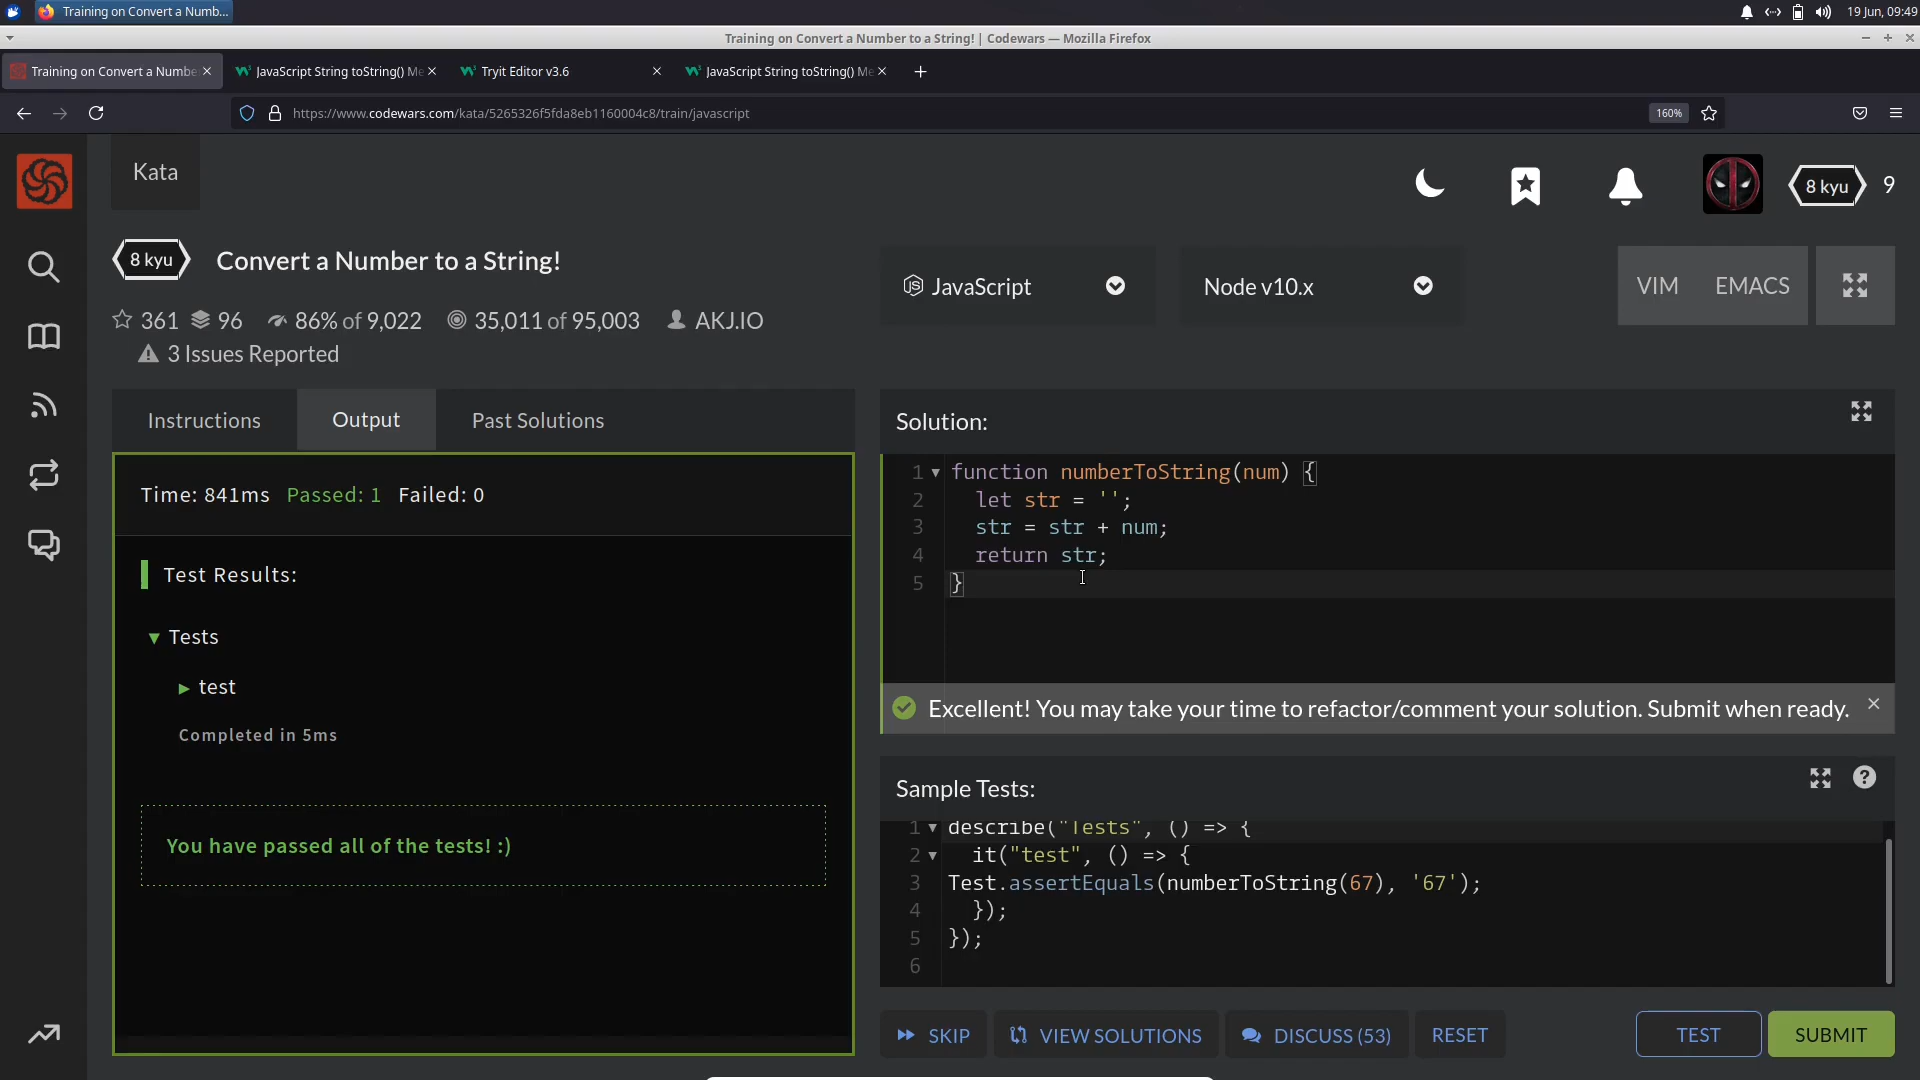 Training on Convert a Numb...
19 Jun, 09:49
Training on Convert a Number to a String! | Codewars — Mozilla Firefox
Training on Convert a Numbe
JavaScript String toString() Me
Tryit Editor v3.6
JavaScript String toString() Me
https://www.codewars.com/kata/5265326f5fda8eb1160004c8/train/javascript
160%
Kata
8 kyu
9
8 kyu
Convert a Number to a String!
361 96 86% of 9,022 35,011 of 95,003 AKJ.IO
3 Issues Reported
JS JavaScript
Node v10.x
VIM
EMACS
Instructions
Output
Past Solutions
Time: 841ms Passed: 1 Failed: 0
Test Results:
Tests
test
Completed in 5ms
You have passed all of the tests! :)
Solution:
1 function numberToString(num) {
2 let str = '';
3 str = str + num;
4 return str;
5 }
Excellent! You may take your time to refactor/comment your solution. Submit when ready.
Sample Tests:
1 describe("Tests", () => {
2 it("test", () => {
3 Test.assertEquals(numberToString(67), '67');
4 });
5 });
6
SKIP
VIEW SOLUTIONS
DISCUSS (53)
RESET
TEST
SUBMIT